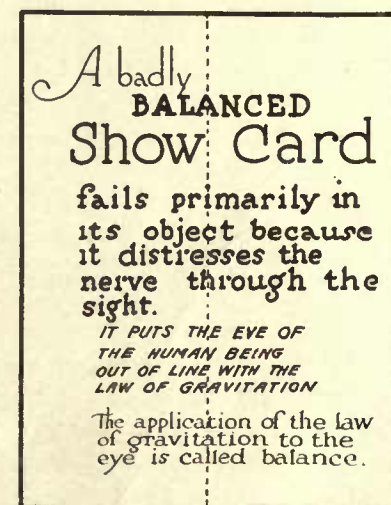 A badly
BALANCED
Show Card
fails primarily in
its object because
it distresses the
nerve through the
sight.
IT PUTS THE EYE OF
THE HUMAN BEING
OUT OF LINE WITH THE
LAW OF GRAVITATION
The application of the law
of gravitation to the
eye is called balance.